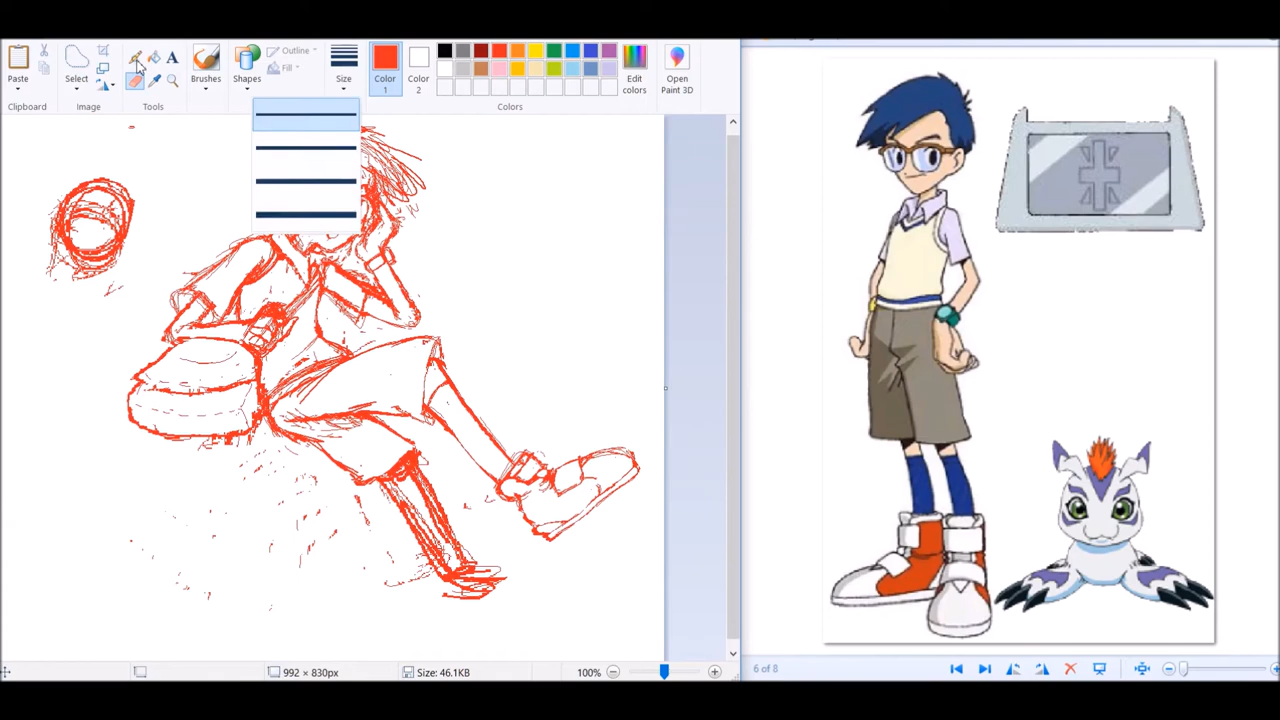 Paste
Select
Brushes
Shapes
Outline
Fill
Size
Color
1
Color
2
Edit
colors
Open
Paint 3D
Clipboard
Image
Tools
Colors
A
992 × 830px
Size: 46.1KB
100%
6 of 8